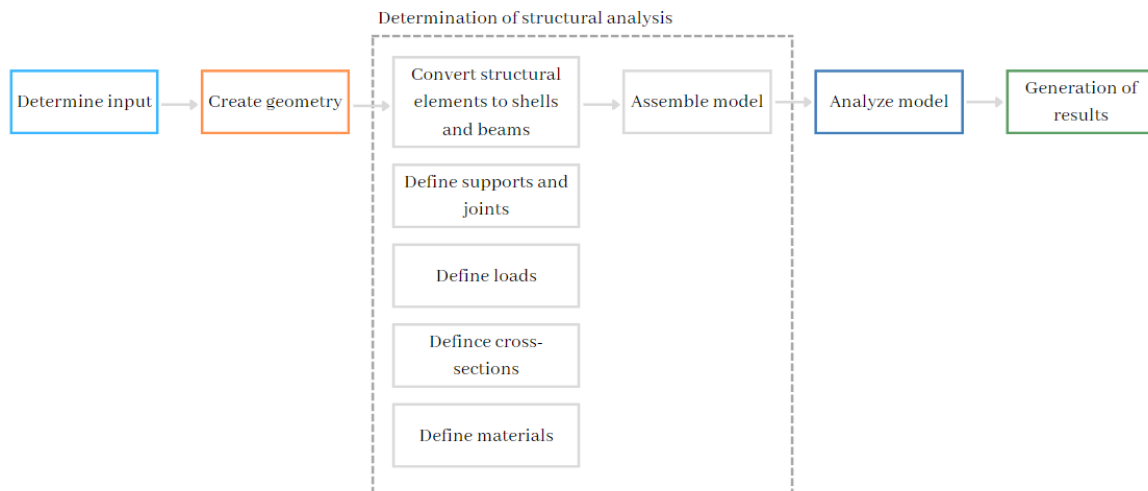 Determination of structural analysis
Determine input
Create geometry
Convert structural
elements to shells
and beams
Assemble model
Analyze model
Generation of
results
Define supports and
joints
Define loads
Defince cross-
sections
Define materials